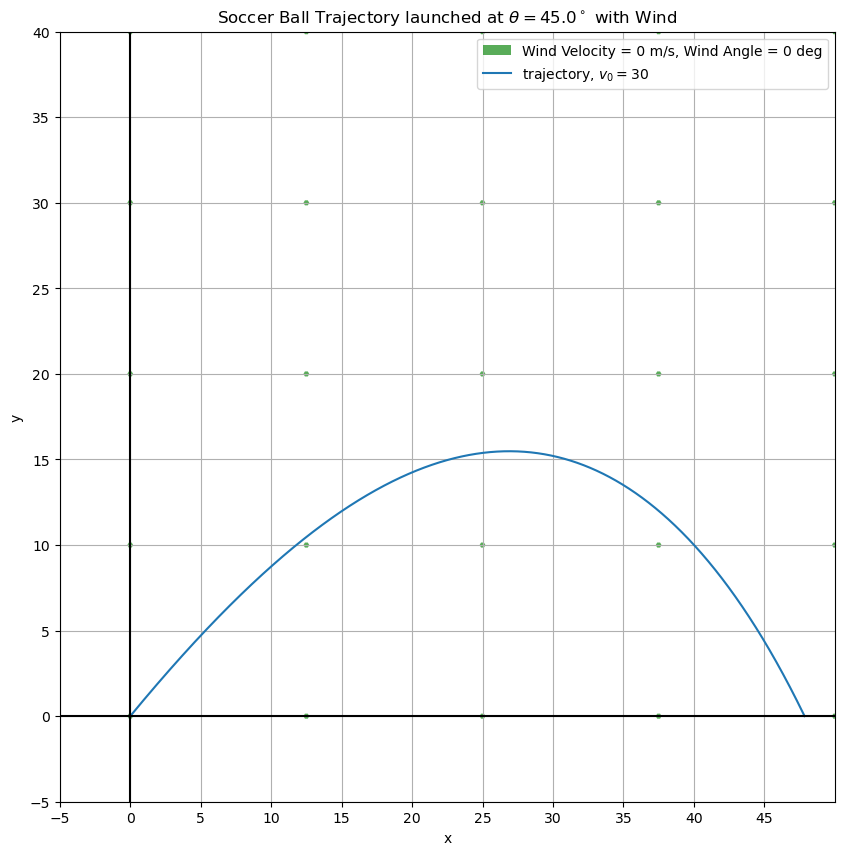 Soccer Ball Trajectory launched at θ = 45.0° with Wind
Wind Velocity = 0 m/s, Wind Angle = 0 deg
trajectory, v₀ = 30
40
35
30
25
20
15
10
5
0
−5
y
−5 0 5 10 15 20 25 30 35 40 45
x